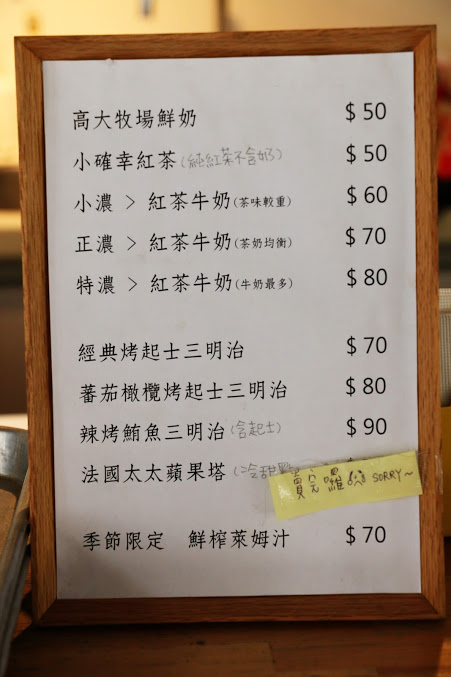 高大牧場鮮奶 $50
小確幸紅茶(純紅茶不含奶) $50
小濃 > 紅茶牛奶(茶味較重) $60
正濃 > 紅茶牛奶(茶奶均衡) $70
特濃 > 紅茶牛奶(牛奶最多) $80
經典烤起士三明治 $70
蕃茄橄欖烤起士三明治 $80
辣烤鮪魚三明治(含起士) $90
法國太太蘋果塔(冷甜點
賣完囉 SORRY~
季節限定 鮮榨萊姆汁 $70